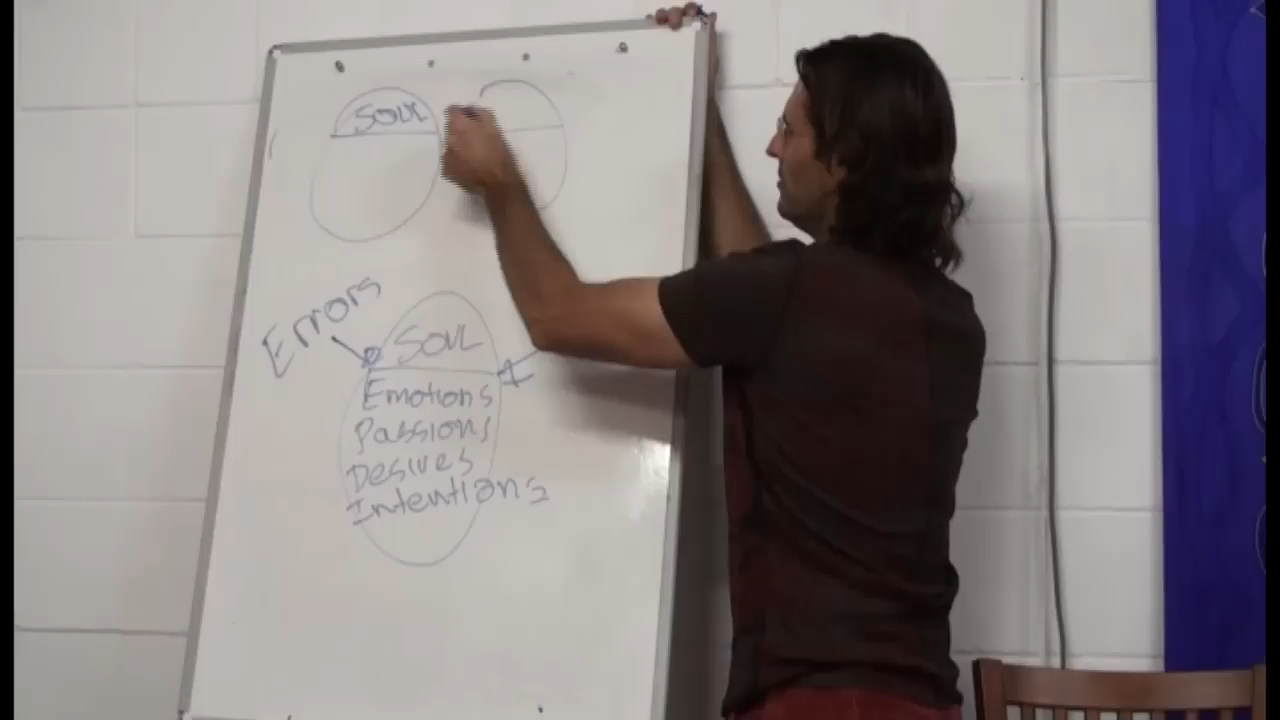 SOUL
Errors
SOUL
Emotions
Passions
Desires
Intentions